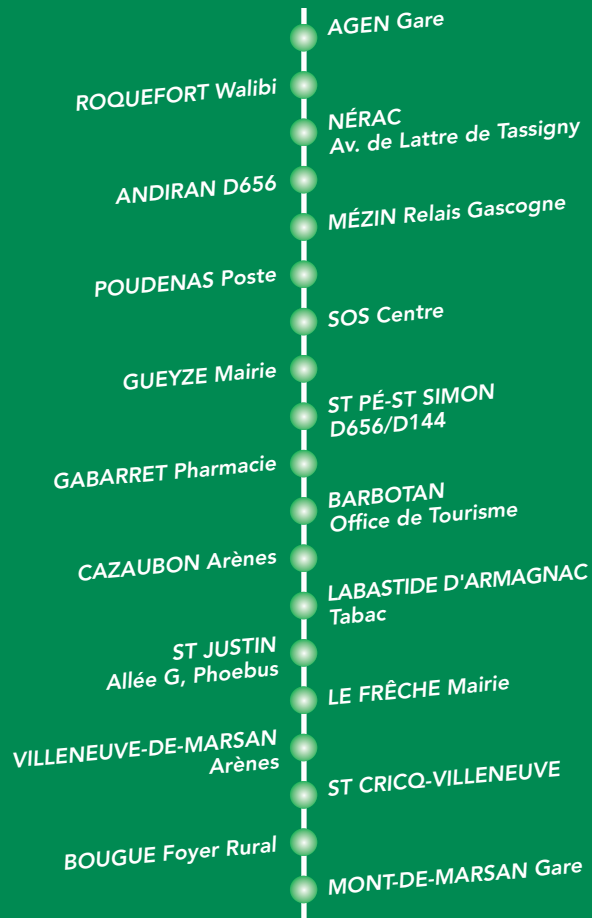 AGEN Gare
ROQUEFORT Walibi
NÉRAC
Av. de Lattre de Tassigny
ANDIRAN D656
MÉZIN Relais Gascogne
POUDENAS Poste
SOS Centre
GUEYZE Mairie
ST PÉ-ST SIMON
D656/D144
GABARRET Pharmacie
BARBOTAN
Office de Tourisme
CAZAUBON Arènes
LABASTIDE D'ARMAGNAC
Tabac
ST JUSTIN
Allée G, Phoebus
LE FRÊCHE Mairie
VILLENEUVE-DE-MARSAN
Arènes
ST CRICQ-VILLENEUVE
BOUGUE Foyer Rural
MONT-DE-MARSAN Gare